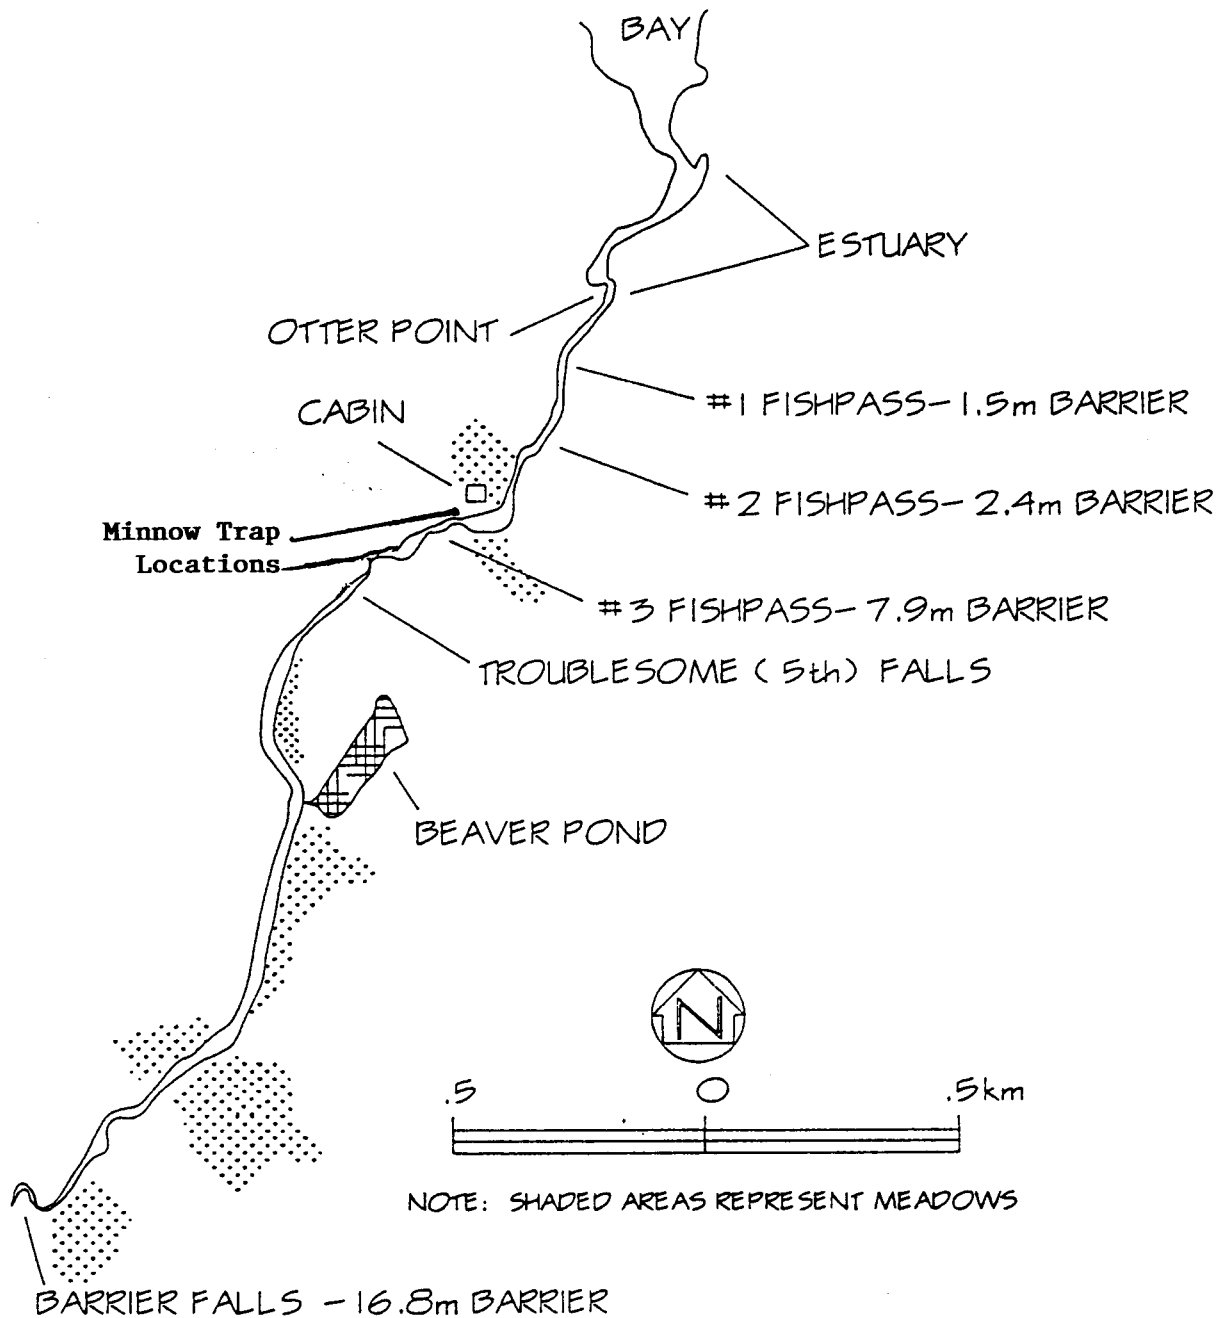 BAY
ESTUARY
OTTER POINT
#1 FISHPASS-1.5m BARRIER
CABIN
#2 FISHPASS-2.4m BARRIER
Minnow Trap
Locations
#3 FISHPASS-7.9m BARRIER
TROUBLESOME (5th) FALLS
BEAVER POND
N
.5 0 .5km
NOTE: SHADED AREAS REPRESENT MEADOWS
BARRIER FALLS -16.8m BARRIER